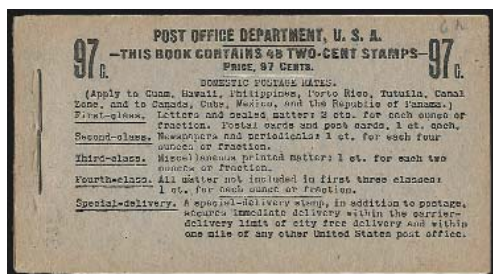 POST OFFICE DEPARTMENT, U. S. A.
97 c. —THIS BOOK CONTAINS 48 TWO-CENT STAMPS— 97 c.
PRICE, 97 CENTS.
DOMESTIC POSTAGE RATES.
(Apply to Guam, Hawaii, Philippines, Porto Rico, Tutuila, Canal
Zone, and to Canada, Cuba, Mexico, and the Republic of Panama.)
First-class. Letters and sealed matter: 2 cts. for each ounce or
fraction. Postal cards and post cards, 1 ct. each.
Second-class. Newspapers and periodicals: 1 ct. for each four
ounces or fraction.
Third-class. Miscellaneous printed matter: 1 ct. for each two
ounces or fraction.
Fourth-class. All matter not included in first three classes:
1 ct. for each ounce or fraction.
Special-delivery. A special-delivery stamp, in addition to postage,
secures immediate delivery within the carrier-
delivery limit of city free delivery and within
one mile of any other United States post office.